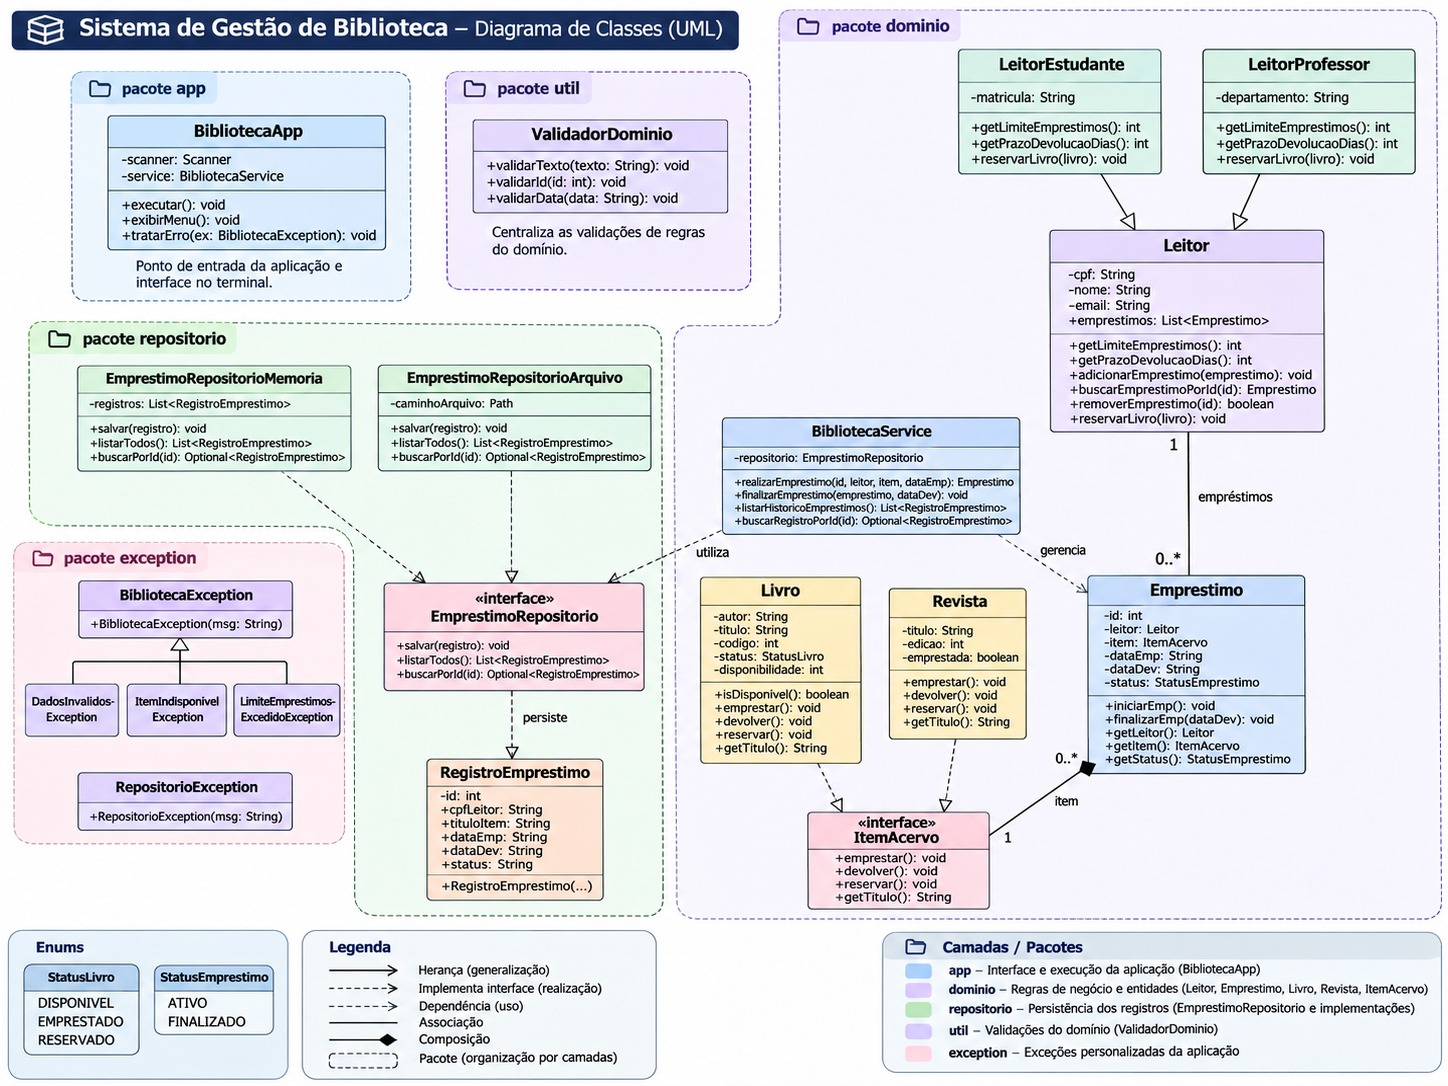 Sistema de Gestão de Biblioteca – Diagrama de Classes (UML)
pacote app
BibliotecaApp
-scanner: Scanner
-service: BibliotecaService
+executar(): void
+exibirMenu(): void
+tratarErro(ex: BibliotecaException): void
Ponto de entrada da aplicação e
interface no terminal.
pacote util
ValidadorDominio
+validarTexto(texto: String): void
+validarId(id: int): void
+validarData(data: String): void
Centraliza as validações de regras
do domínio.
pacote dominio
LeitorEstudante
-matricula: String
+getLimiteEmprestimos(): int
+getPrazoDevolucaoDias(): int
+reservarLivro(livro): void
LeitorProfessor
-departamento: String
+getLimiteEmprestimos(): int
+getPrazoDevolucaoDias(): int
+reservarLivro(livro): void
Leitor
-cpf: String
-nome: String
-email: String
+emprestimos: List<Emprestimo>
+getLimiteEmprestimos(): int
+getPrazoDevolucaoDias(): int
+adicionarEmprestimo(emprestimo): void
+buscarEmprestimoPorId(id): Emprestimo
+removerEmprestimo(id): boolean
+reservarLivro(livro): void
1
empréstimos
0..*
pacote repositorio
EmprestimoRepositorioMemoria
-registros: List<RegistroEmprestimo>
+salvar(registro): void
+listarTodos(): List<RegistroEmprestimo>
+buscarPorId(id): Optional<RegistroEmprestimo>
EmprestimoRepositorioArquivo
-caminhoArquivo: Path
+salvar(registro): void
+listarTodos(): List<RegistroEmprestimo>
+buscarPorId(id): Optional<RegistroEmprestimo>
BibliotecaService
-repositorio: EmprestimoRepositorio
+realizarEmprestimo(id, leitor, item, dataEmp): Emprestimo
+finalizarEmprestimo(emprestimo, dataDev): void
+listarHistoricoEmprestimos(): List<RegistroEmprestimo>
+buscarRegistroPorId(id): Optional<RegistroEmprestimo>
utiliza
gerencia
pacote exception
BibliotecaException
+BibliotecaException(msg: String)
DadosInvalidos-
Exception
ItemIndisponivel
Exception
LimiteEmprestimos-
ExcedidoException
RepositorioException
+RepositorioException(msg: String)
«interface»
EmprestimoRepositorio
+salvar(registro): void
+listarTodos(): List<RegistroEmprestimo>
+buscarPorId(id): Optional<RegistroEmprestimo>
persiste
RegistroEmprestimo
-id: int
+cpfLeitor: String
+tituloItem: String
+dataEmp: String
+dataDev: String
+status: String
+RegistroEmprestimo(...)
Livro
-autor: String
-titulo: String
-codigo: int
-status: StatusLivro
-disponibilidade: int
+isDisponivel(): boolean
+emprestar(): void
+devolver(): void
+reservar(): void
+getTitulo(): String
Revista
-titulo: String
-edicao: int
-emprestada: boolean
+emprestar(): void
+devolver(): void
+reservar(): void
+getTitulo(): String
Emprestimo
-id: int
-leitor: Leitor
-item: ItemAcervo
-dataEmp: String
-dataDev: String
-status: StatusEmprestimo
+iniciarEmp(): void
+finalizarEmp(dataDev): void
+getLeitor(): Leitor
+getItem(): ItemAcervo
+getStatus(): StatusEmprestimo
0..*
item
1
«interface»
ItemAcervo
+emprestar(): void
+devolver(): void
+reservar(): void
+getTitulo(): String
Enums
StatusLivro
DISPONIVEL
EMPRESTADO
RESERVADO
StatusEmprestimo
ATIVO
FINALIZADO
Legenda
Herança (generalização)
Implementa interface (realização)
Dependência (uso)
Associação
Composição
Pacote (organização por camadas)
Camadas / Pacotes
app – Interface e execução da aplicação (BibliotecaApp)
dominio – Regras de negócio e entidades (Leitor, Emprestimo, Livro, Revista, ItemAcervo)
repositorio – Persistência dos registros (EmprestimoRepositorio e implementações)
util – Validações do domínio (ValidadorDominio)
exception – Exceções personalizadas da aplicação